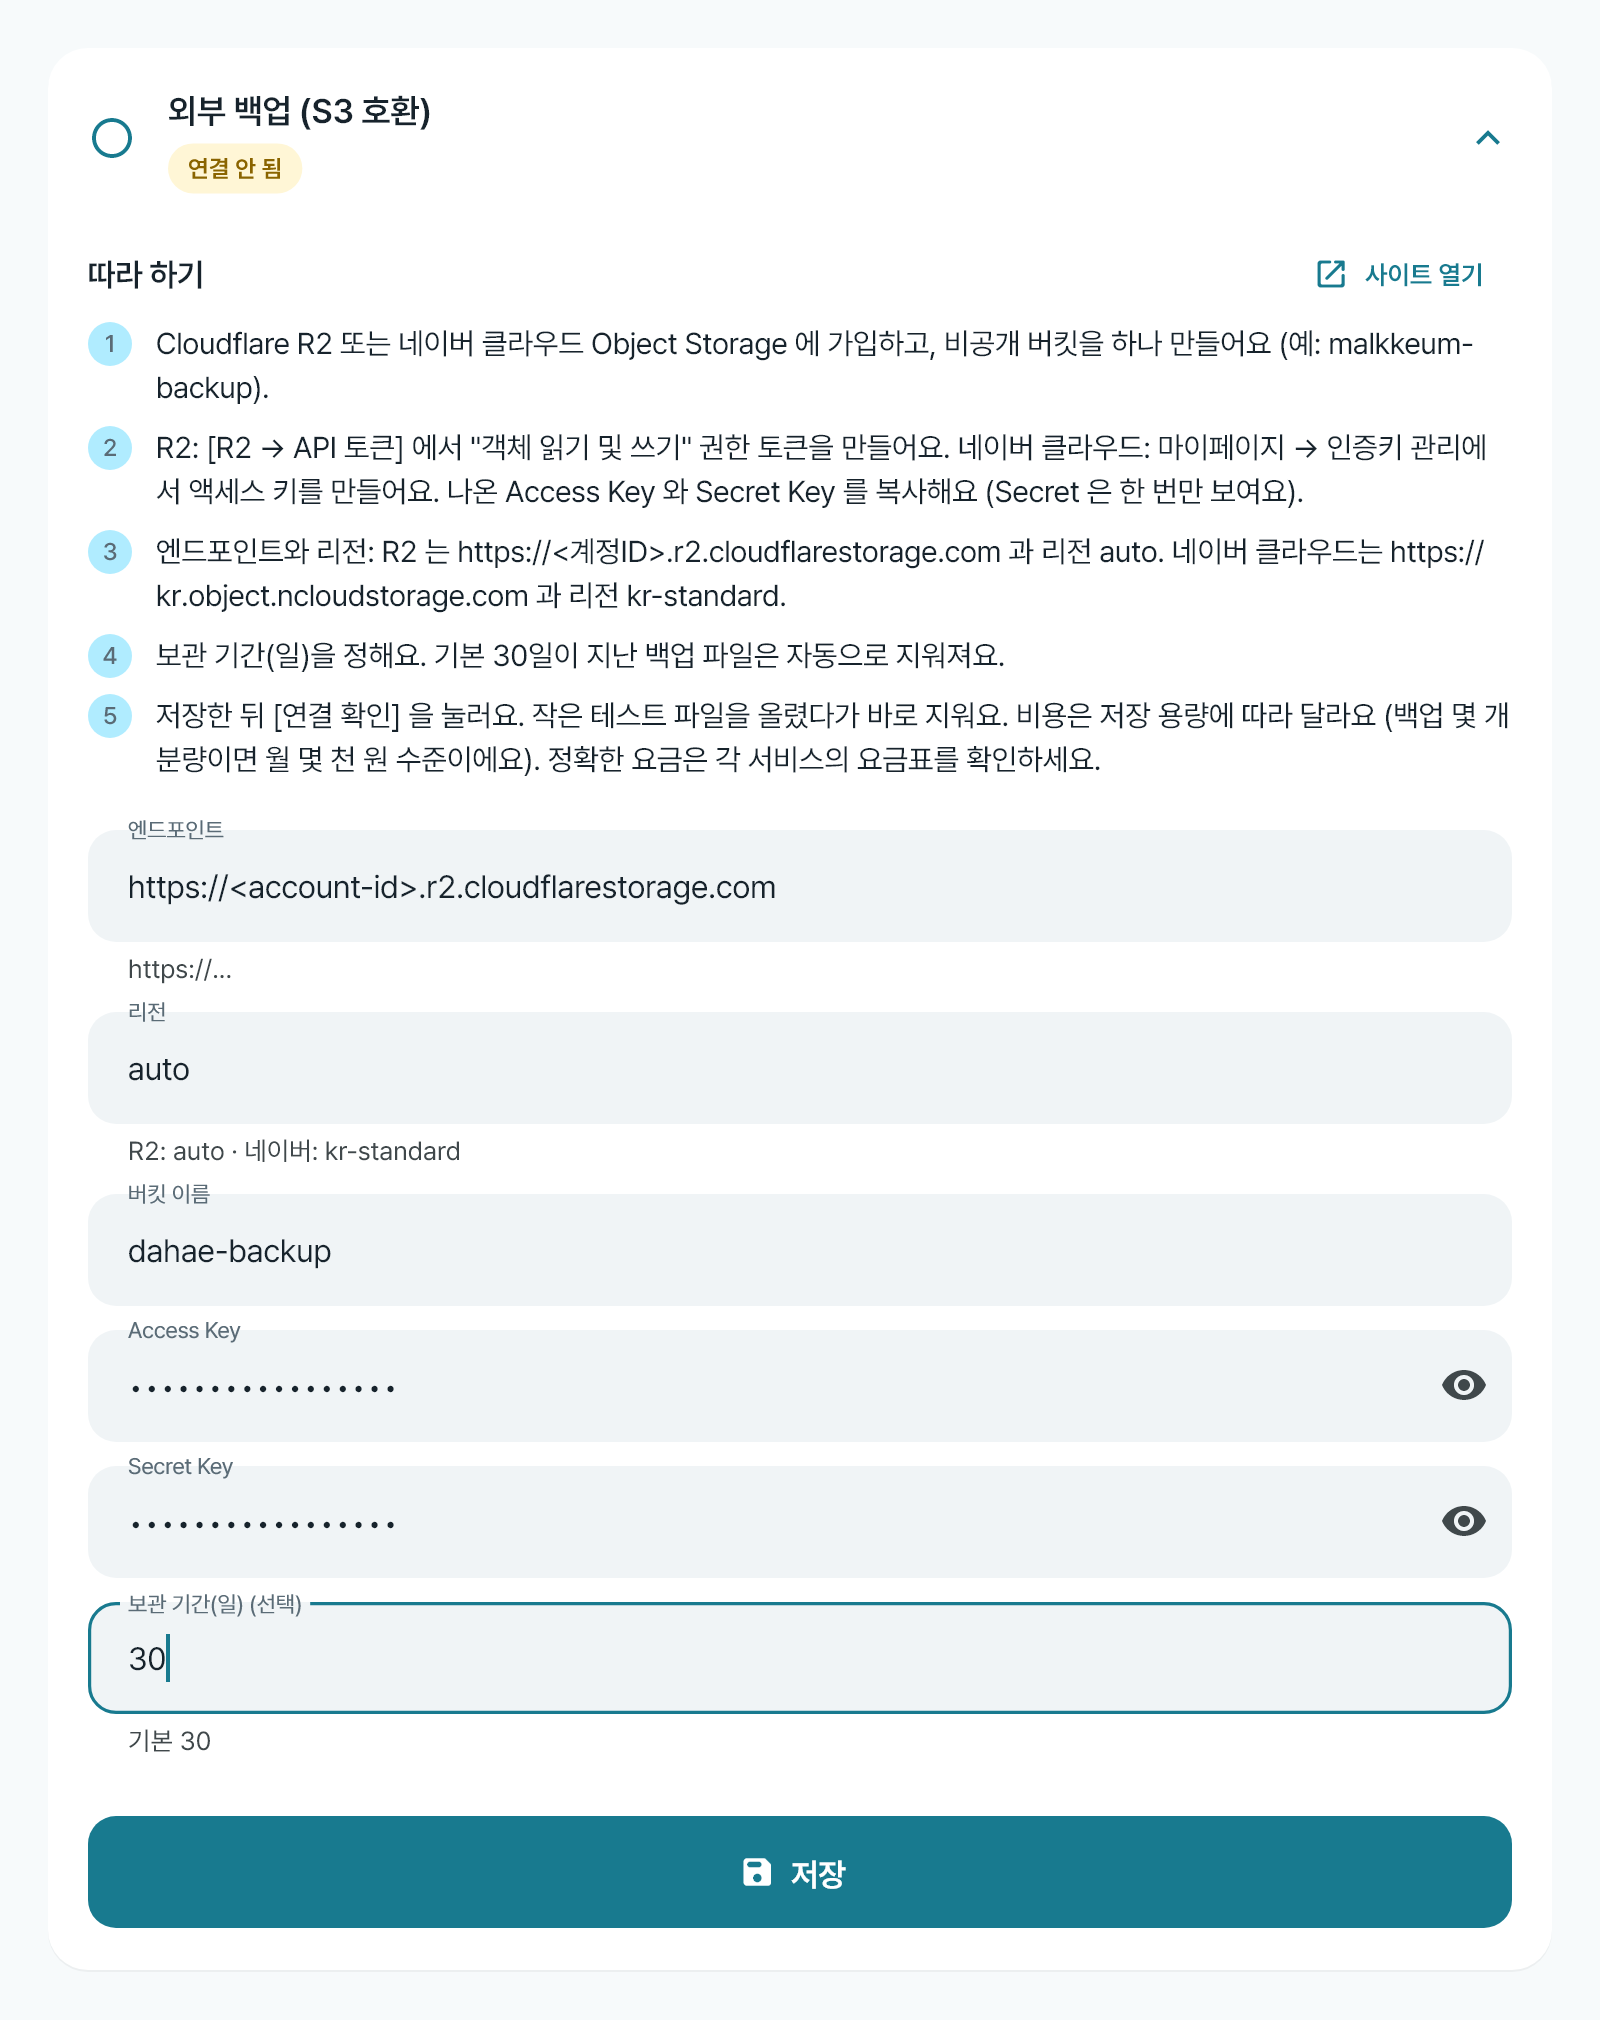 외부 백업 (S3 호환)
연결 안 됨
따라 하기
사이트 열기
1 Cloudflare R2 또는 네이버 클라우드 Object Storage 에 가입하고, 비공개 버킷을 하나 만들어요 (예: malkkeum-
backup).
2 R2: [R2 → API 토큰] 에서 "객체 읽기 및 쓰기" 권한 토큰을 만들어요. 네이버 클라우드: 마이페이지 → 인증키 관리에
서 액세스 키를 만들어요. 나온 Access Key 와 Secret Key 를 복사해요 (Secret 은 한 번만 보여요).
3 엔드포인트와 리전: R2 는 https://<계정ID>.r2.cloudflarestorage.com 과 리전 auto. 네이버 클라우드는 https://
kr.object.ncloudstorage.com 과 리전 kr-standard.
4 보관 기간(일)을 정해요. 기본 30일이 지난 백업 파일은 자동으로 지워져요.
5 저장한 뒤 [연결 확인] 을 눌러요. 작은 테스트 파일을 올렸다가 바로 지워요. 비용은 저장 용량에 따라 달라요 (백업 몇 개
분량이면 월 몇 천 원 수준이에요). 정확한 요금은 각 서비스의 요금표를 확인하세요.
엔드포인트
https://<account-id>.r2.cloudflarestorage.com
https://...
리전
auto
R2: auto · 네이버: kr-standard
버킷 이름
dahae-backup
Access Key
•••••••••••••••••
Secret Key
•••••••••••••••••
보관 기간(일) (선택)
30
기본 30
저장